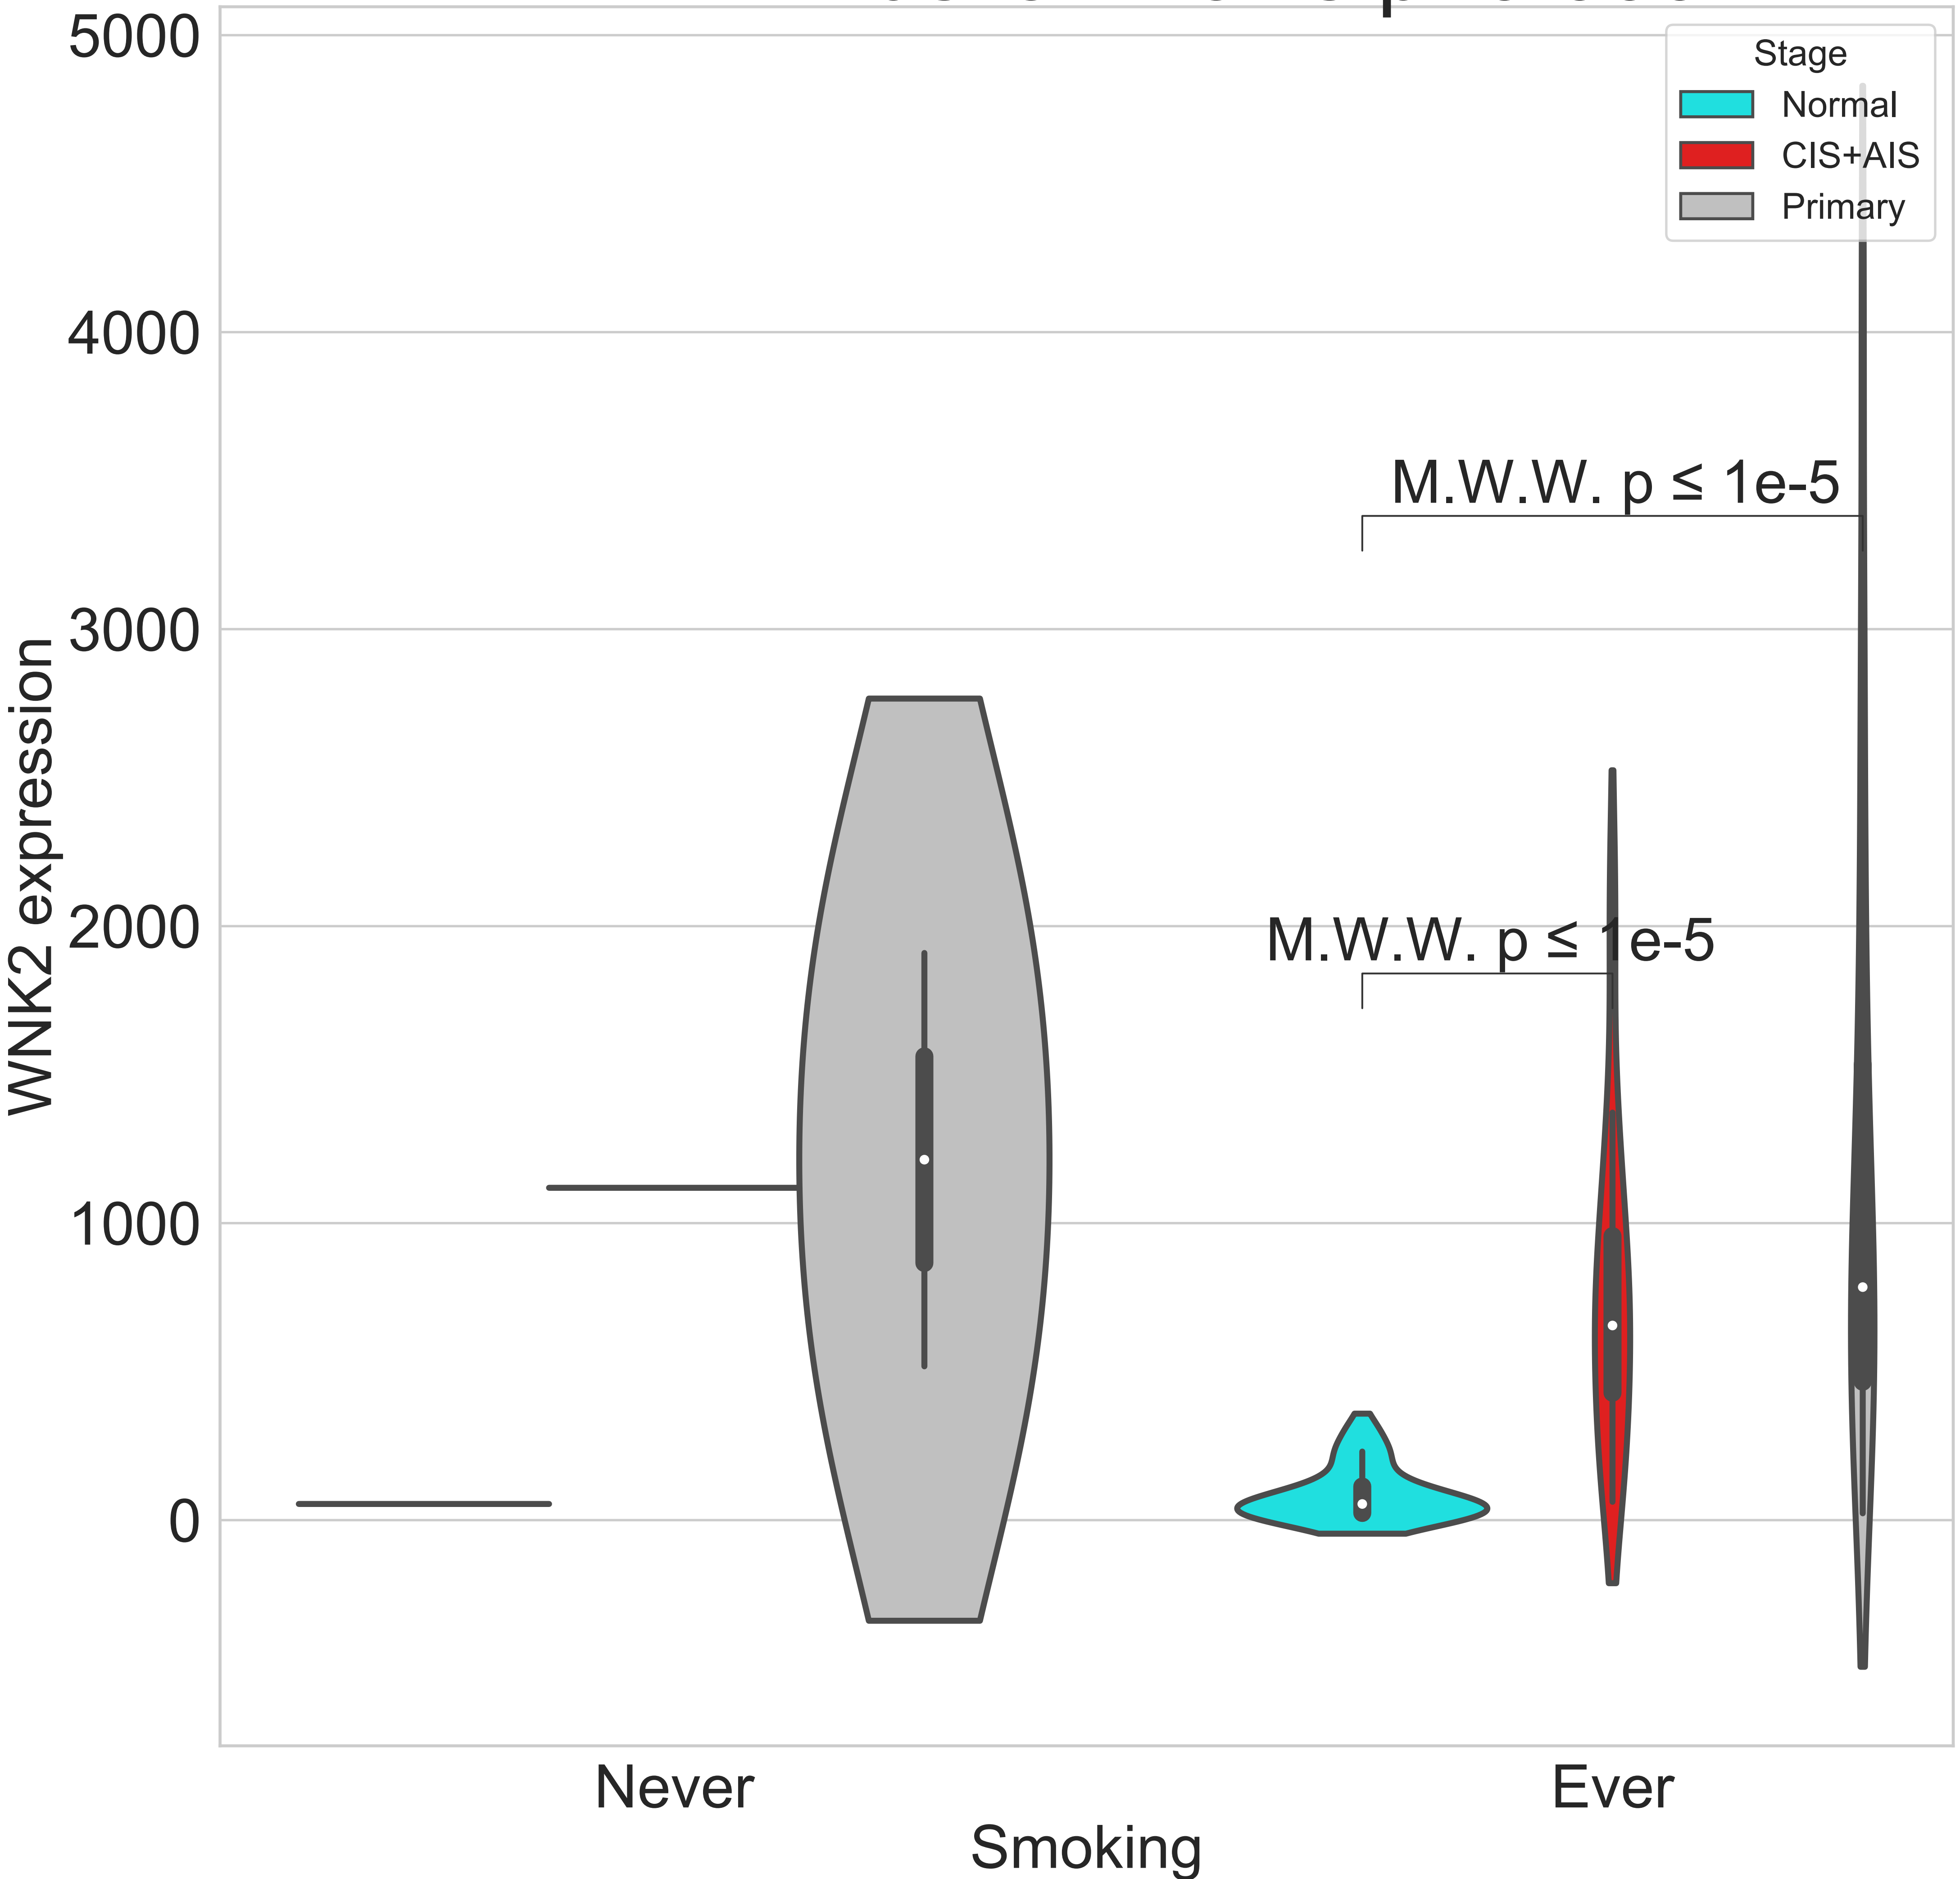 5000
4000
3000
2000
1000
0
WNK2 expression
Stage
Normal
CIS+AIS
Primary
M.W.W. p ≤ 1e-5
M.W.W. p ≤ 1e-5
Never
Ever
Smoking